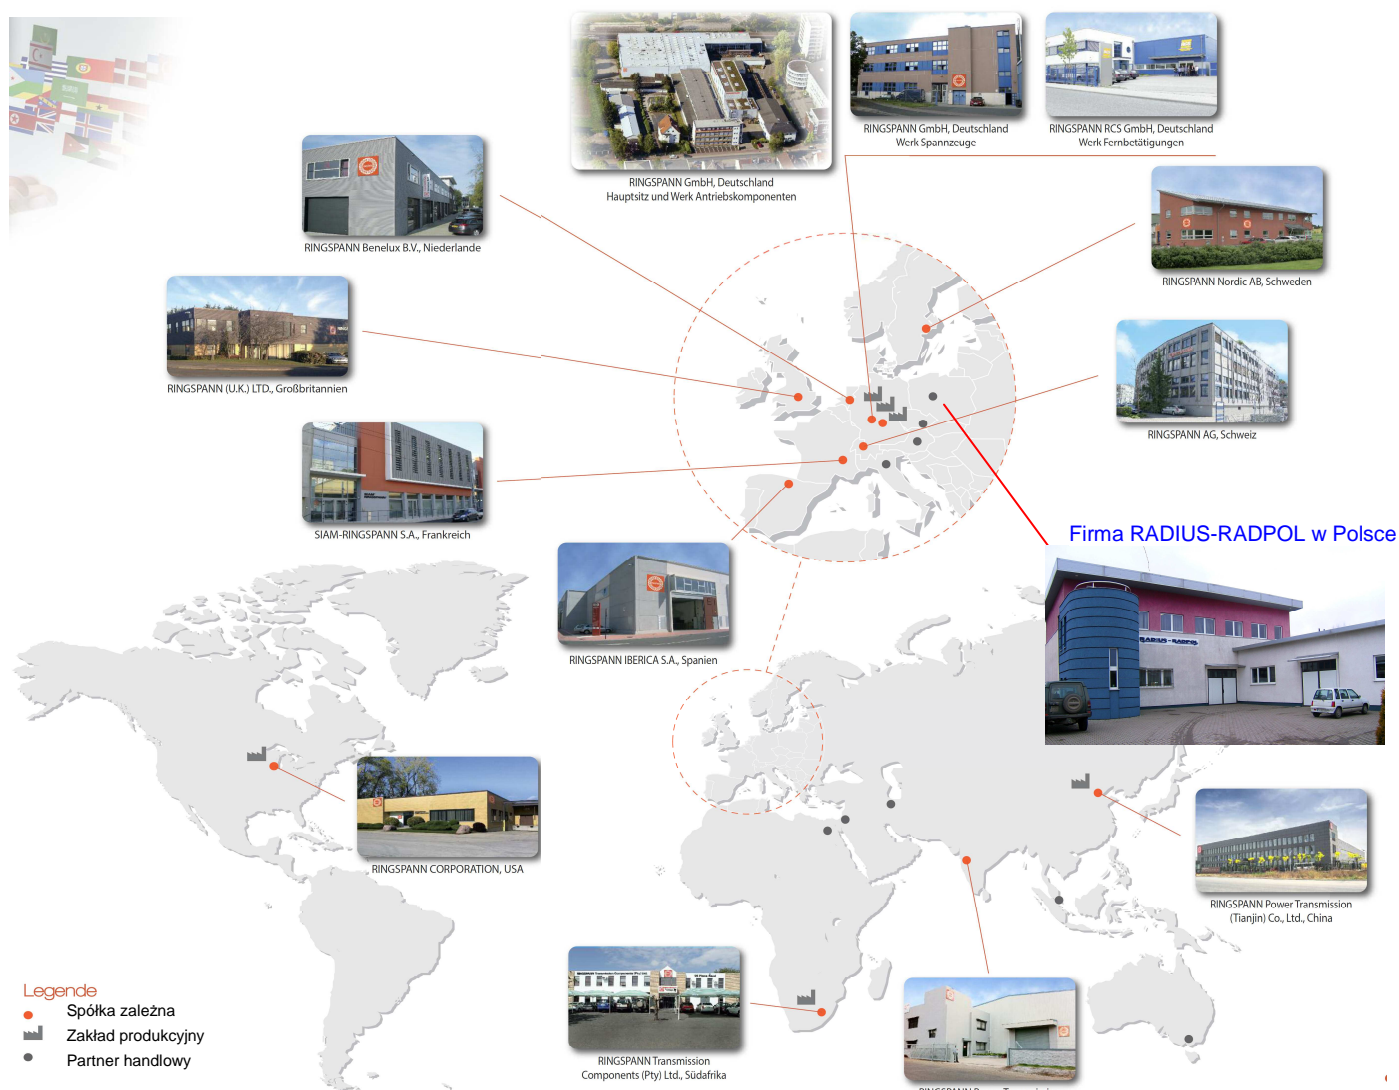 RINGSPANN GmbH, Deutschland
Hauptsitz und Werk Antriebskomponenten
RINGSPANN GmbH, Deutschland
Werk Spannzeuge
RINGSPANN RCS GmbH, Deutschland
Werk Fernbetätigungen
RINGSPANN Benelux B.V., Niederlande
RINGSPANN Nordic AB, Schweden
RINGSPANN (U.K.) LTD., Großbritannien
RINGSPANN AG, Schweiz
SIAM-RINGSPANN S.A., Frankreich
Firma RADIUS-RADPOL w Polsce
RADIUS-RADPOL
RINGSPANN IBERICA S.A., Spanien
RINGSPANN CORPORATION, USA
RINGSPANN Power Transmission
(Tianjin) Co., Ltd., China
RINGSPANN Transmission
Components (Pty) Ltd., Südafrika
Legende
Spółka zależna
Zakład produkcyjny
Partner handlowy